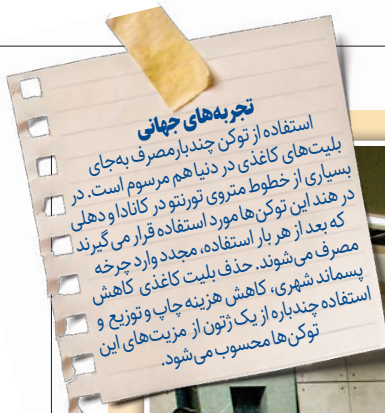 تجربه‌های جهانی
استفاده از توکن چندبارمصرف به‌جای
بلیت‌های کاغذی در دنیا هم مرسوم است. در
بسیاری از خطوط متروی تورنتو در کانادا و دهلی
در هند این توکن‌ها مورد استفاده قرار می‌گیرند
که بعد از هر بار استفاده، مجدد وارد چرخه
مصرف می‌شوند. حذف بلیت کاغذی کاهش
پسماند شهری، کاهش هزینه چاپ و توزیع و
استفاده چندباره از یک ژتون از مزیت‌های این
توکن‌ها محسوب می‌شود.